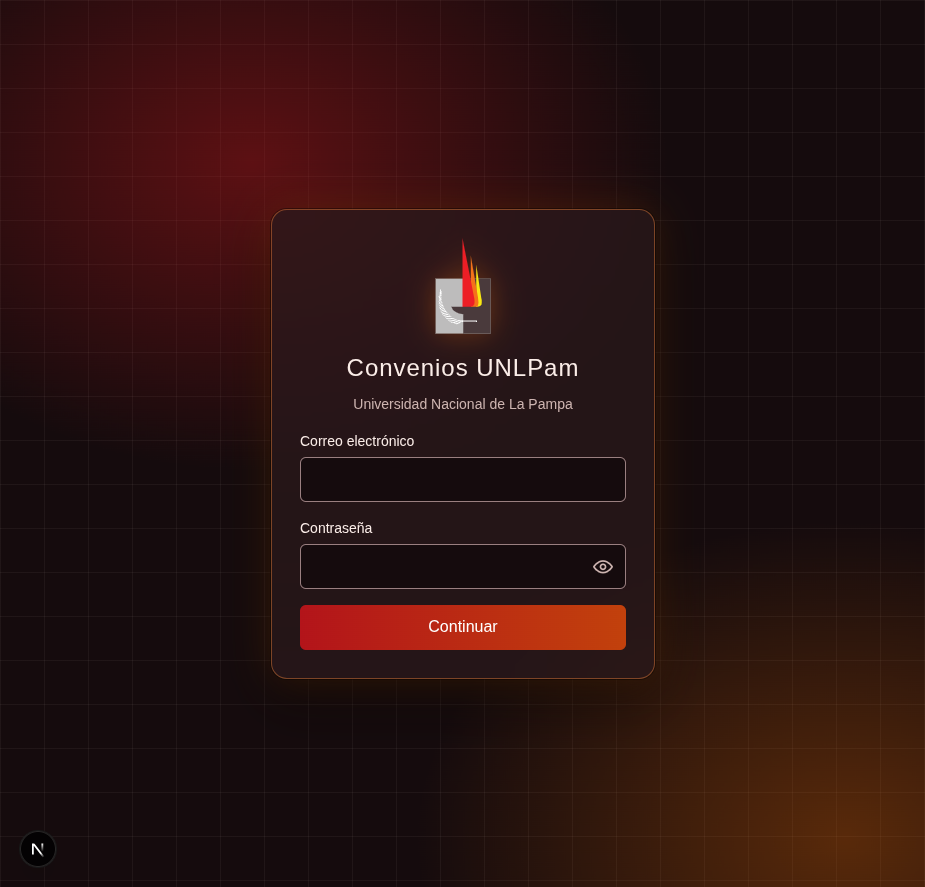 Convenios UNLPam
Universidad Nacional de La Pampa
Correo electrónico
Contraseña
Continuar
N